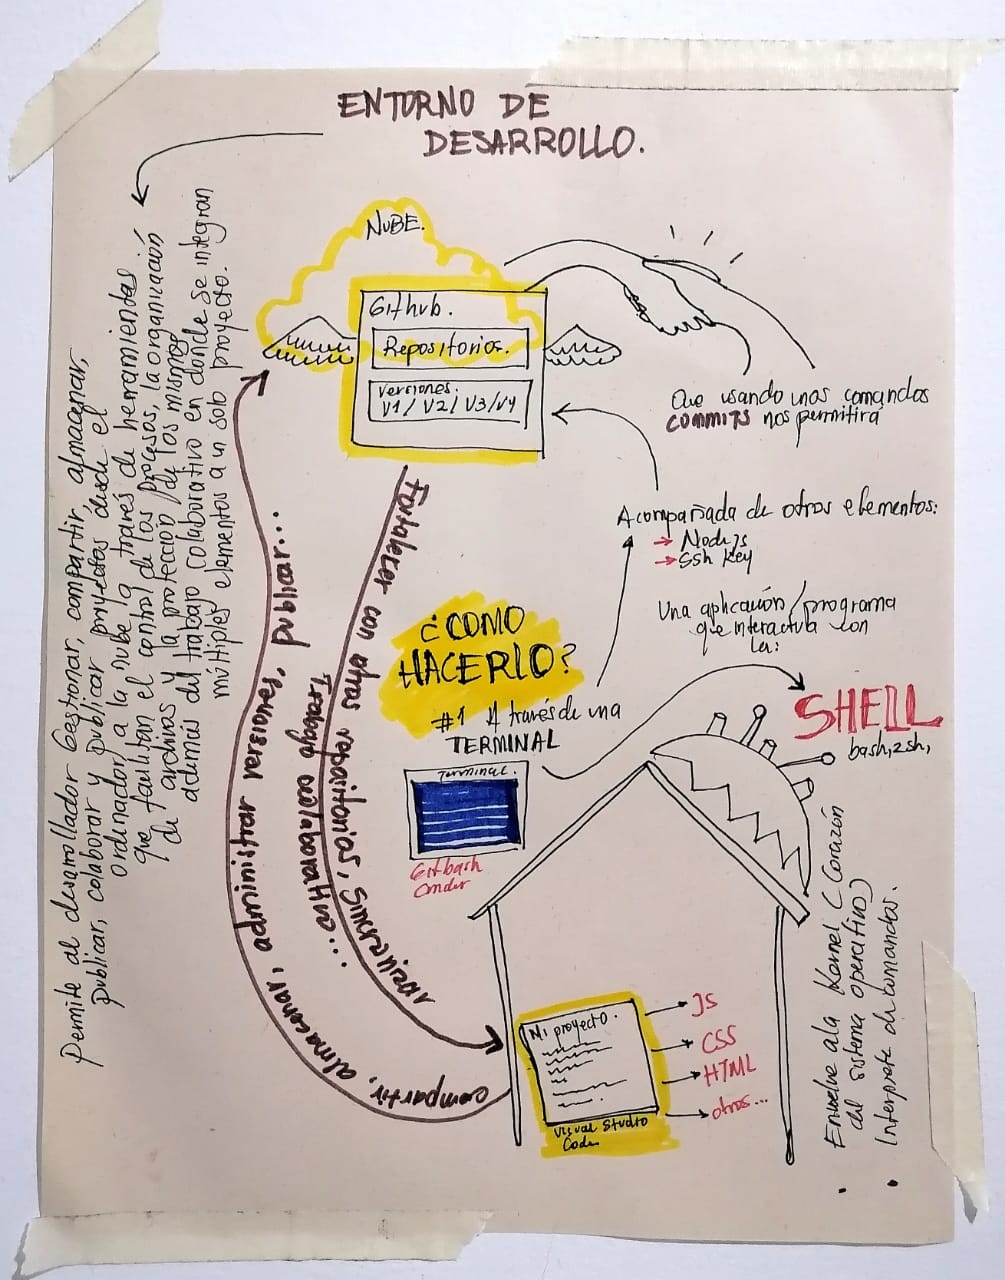 ENTORNO DE
DESARROLLO.
Permite al desarrollador Gestionar, compartir, almacenar,
publicar, colaborar y publicar proyectos desde el
ordenador a la nube a través de herramientas
que facilitan el control de los procesos, la organización
de archivos y la protección de los mismos
además del trabajo colaborativo en donde se integran
múltiples elementos a un solo proyecto.
NUBE.
Github.
Repositorios.
Versiones.
V1/ V2/ V3/V4
Que usando unos comandos
COMMITS nos permitirá
Acompañada de otros elementos:
→ Nodejs
→ Ssh Key
Una aplicación/programa
que interactua con
la:
SHELL
bash, zsh,
¿COMO
HACERLO?
#1 A través de una
TERMINAL
Terminal.
Gitbash
Cmder
Fortalecer con otros repositorios,
Trabajo colaborativo...
compartir, almacenar, administrar, versionar, publicar...
Mi proyecto.
Visual Studio
Code
JS
CSS
HTML
otros...
Envuelve a la Kernel (Corazón
del sistema operativo)
Interprete de comandos.